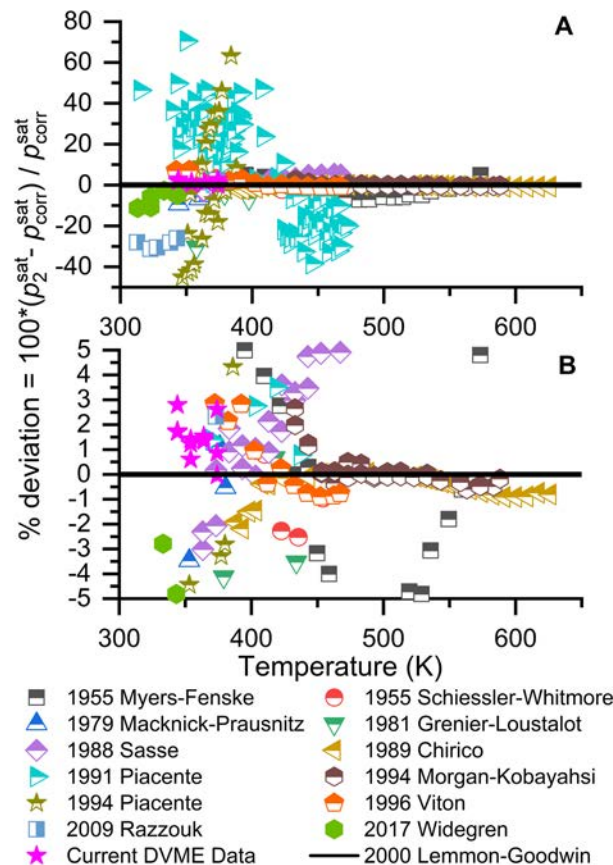 A
80
60
40
20
0
-20
-40
300 400 500 600
% deviation = 100*(p₂ˢᵃᵗ - p_corrˢᵃᵗ) / p_corrˢᵃᵗ
B
5
4
3
2
1
0
-1
-2
-3
-4
-5
300 400 500 600
Temperature (K)
1955 Myers-Fenske 1955 Schiessler-Whitmore
1979 Macknick-Prausnitz 1981 Grenier-Loustalot
1988 Sasse 1989 Chirico
1991 Piacente 1994 Morgan-Kobayahsi
1994 Piacente 1996 Viton
2009 Razzouk 2017 Widegren
Current DVME Data 2000 Lemmon-Goodwin